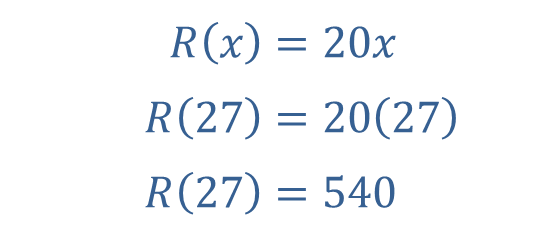 R(x) = 20x
R(27) = 20(27)
R(27) = 540